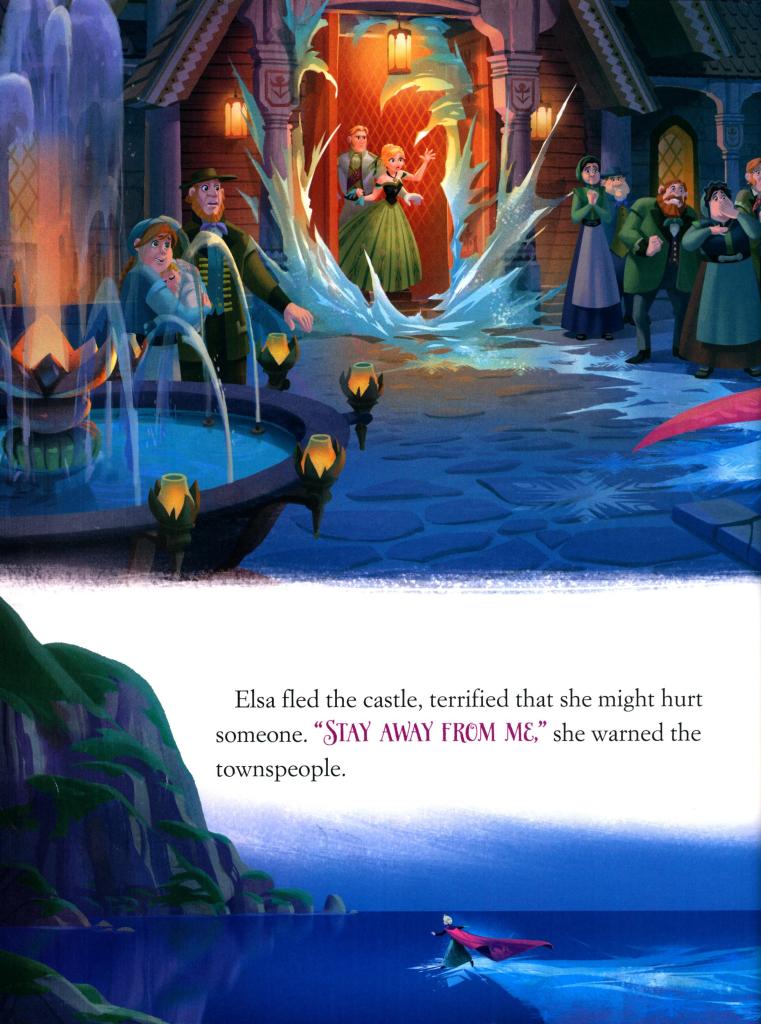 Elsa fled the castle, terrified that she might hurt
someone. “STAY AWAY FROM ME,” she warned the
townspeople.